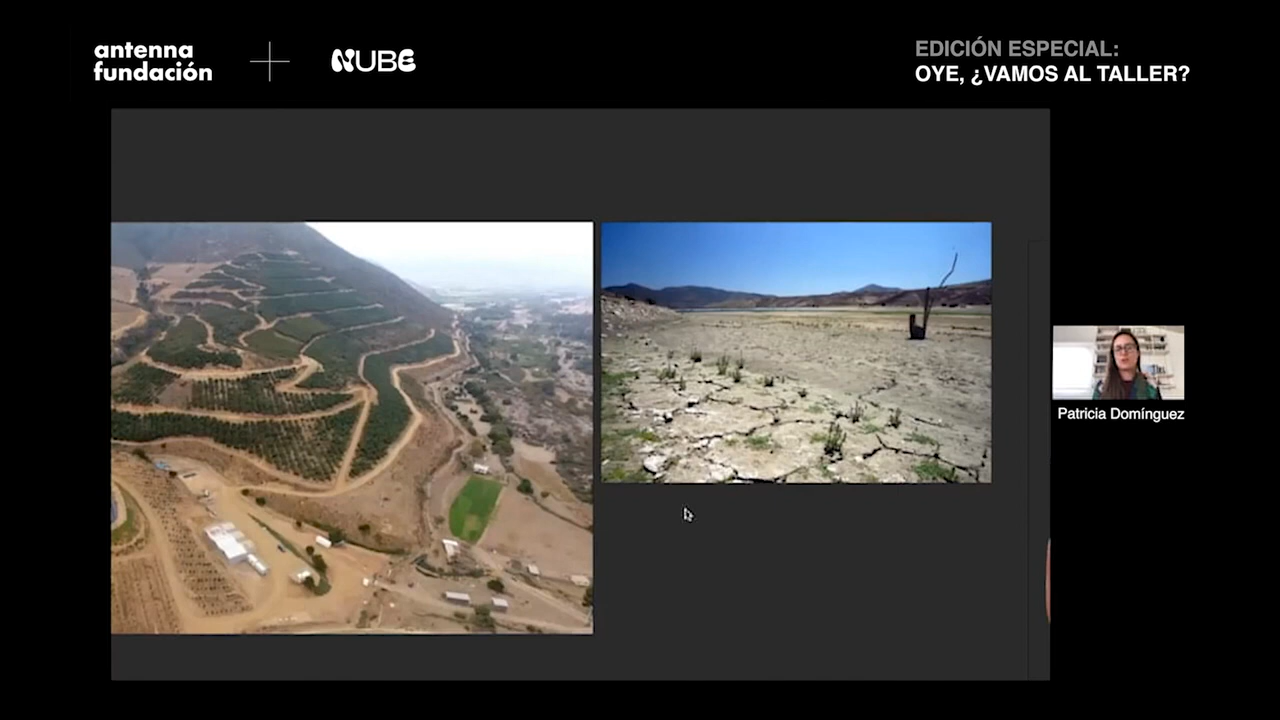 antenna
fundación
NUBE
EDICIÓN ESPECIAL:
OYE, ¿VAMOS AL TALLER?
Patricia Domínguez